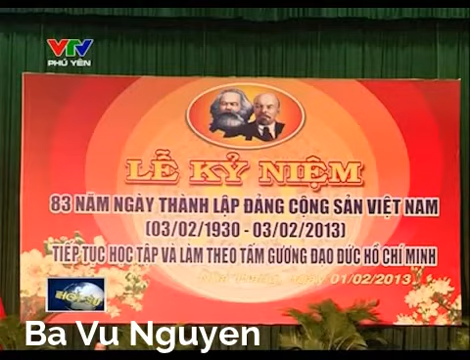 VTV
PHÚ YÊN
LỄ KỶ NIỆM
83 NĂM NGÀY THÀNH LẬP ĐẢNG CỘNG SẢN VIỆT NAM
(03/02/1930 - 03/02/2013)
TIẾP TỤC HỌC TẬP VÀ LÀM THEO TẤM GƯƠNG ĐẠO ĐỨC HỒ CHÍ MINH
ngày 01/02/2013
Ba Vu Nguyen